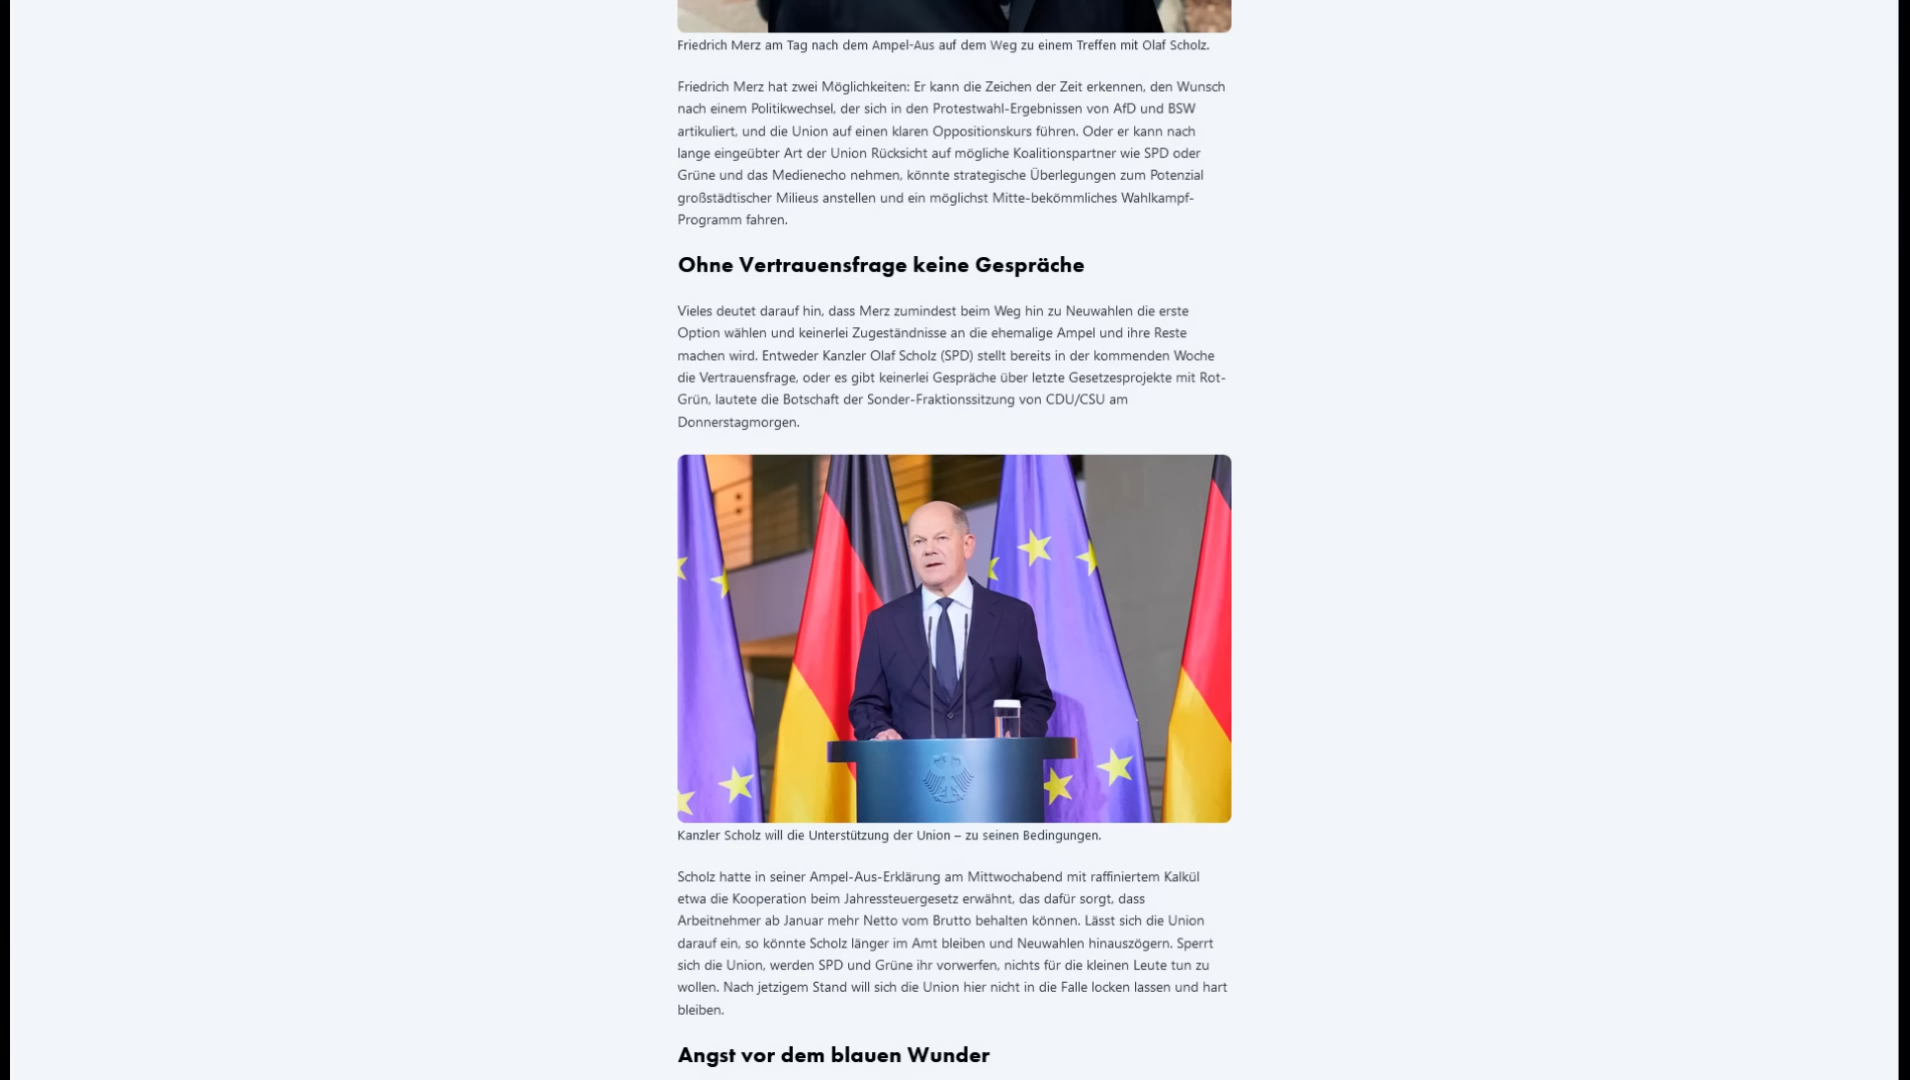 Friedrich Merz am Tag nach dem Ampel-Aus auf dem Weg zu einem Treffen mit Olaf Scholz.
Friedrich Merz hat zwei Möglichkeiten: Er kann die Zeichen der Zeit erkennen, den Wunsch
nach einem Politikwechsel, der sich in den Protestwahl-Ergebnissen von AfD und BSW
artikuliert, und die Union auf einen klaren Oppositionskurs führen. Oder er kann nach
lange eingeübter Art der Union Rücksicht auf mögliche Koalitionspartner wie SPD oder
Grüne und das Medienecho nehmen, könnte strategische Überlegungen zum Potenzial
großstädtischer Milieus anstellen und ein möglichst Mitte-bekömmliches Wahlkampf-
Programm fahren.
Ohne Vertrauensfrage keine Gespräche
Vieles deutet darauf hin, dass Merz zumindest beim Weg hin zu Neuwahlen die erste
Option wählen und keinerlei Zugeständnisse an die ehemalige Ampel und ihre Reste
machen wird. Entweder Kanzler Olaf Scholz (SPD) stellt bereits in der kommenden Woche
die Vertrauensfrage, oder es gibt keinerlei Gespräche über letzte Gesetzesprojekte mit Rot-
Grün, lautete die Botschaft der Sonder-Fraktionssitzung von CDU/CSU am
Donnerstagmorgen.
Kanzler Scholz will die Unterstützung der Union – zu seinen Bedingungen.
Scholz hatte in seiner Ampel-Aus-Erklärung am Mittwochabend mit raffiniertem Kalkül
etwa die Kooperation beim Jahressteuergesetz erwähnt, das dafür sorgt, dass
Arbeitnehmer ab Januar mehr Netto vom Brutto behalten können. Lässt sich die Union
darauf ein, so könnte Scholz länger im Amt bleiben und Neuwahlen hinauszögern. Sperrt
sich die Union, werden SPD und Grüne ihr vorwerfen, nichts für die kleinen Leute tun zu
wollen. Nach jetzigem Stand will sich die Union hier nicht in die Falle locken lassen und hart
bleiben.
Angst vor dem blauen Wunder